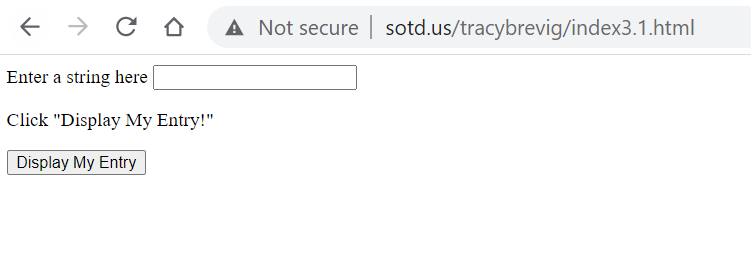 Not secure | sotd.us/tracybrevig/index3.1.html
Enter a string here
Click "Display My Entry!"
Display My Entry